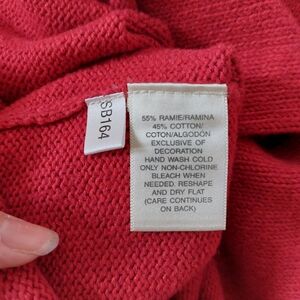 SB164
55% RAMIE/RAMINA
45% COTTON/
COTON/ALGODÓN
EXCLUSIVE OF
DECORATION
HAND WASH COLD
ONLY NON-CHLORINE
BLEACH WHEN
NEEDED. RESHAPE
AND DRY FLAT
(CARE CONTINUES
ON BACK)